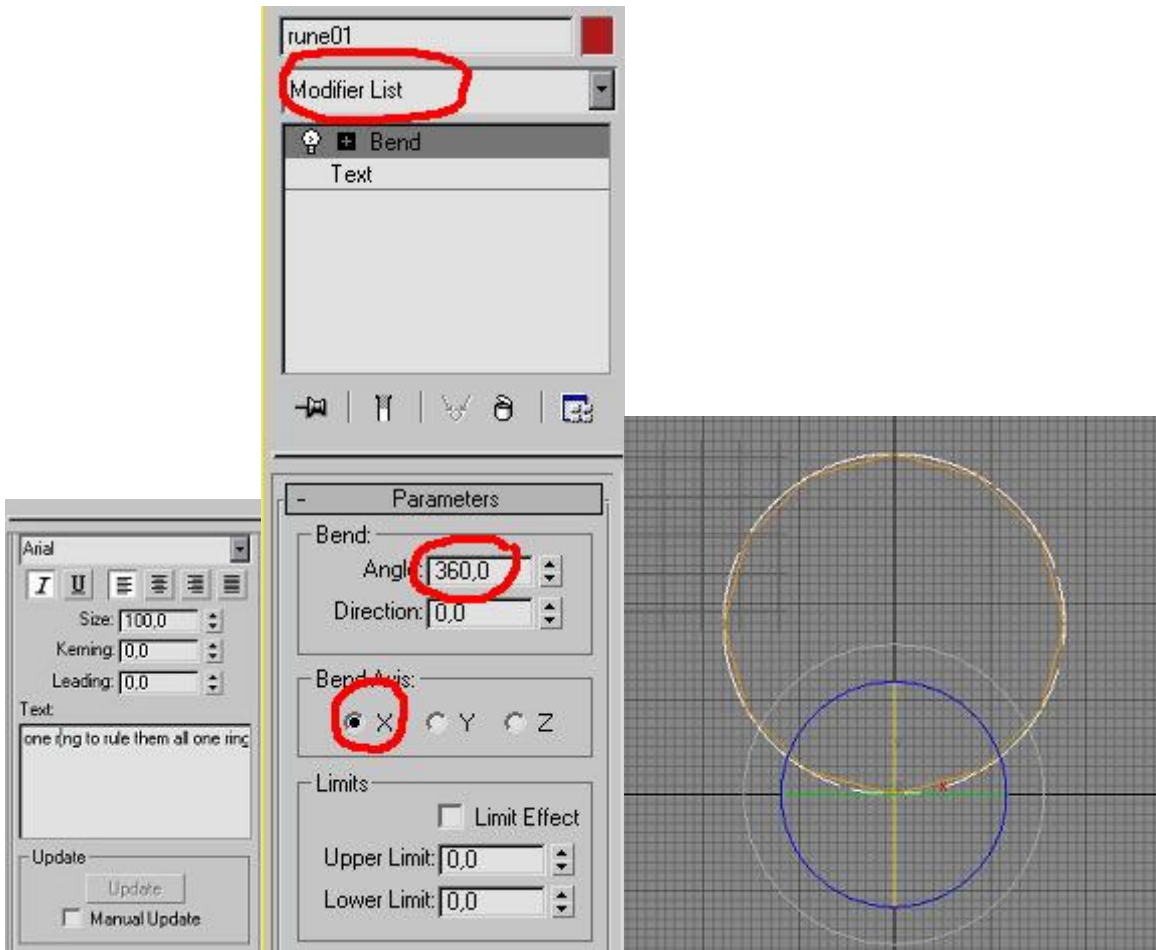 Arial
I U
Size: 100,0
Kerning: 0,0
Leading: 0,0
Text:
one ring to rule them all one ring
Update
Update
Manual Update
rune01
Modifier List
Bend
Text
- Parameters
Bend:
Angle: 360,0
Direction: 0,0
Bend Axis:
X Y Z
Limits
Limit Effect
Upper Limit: 0,0
Lower Limit: 0,0
x